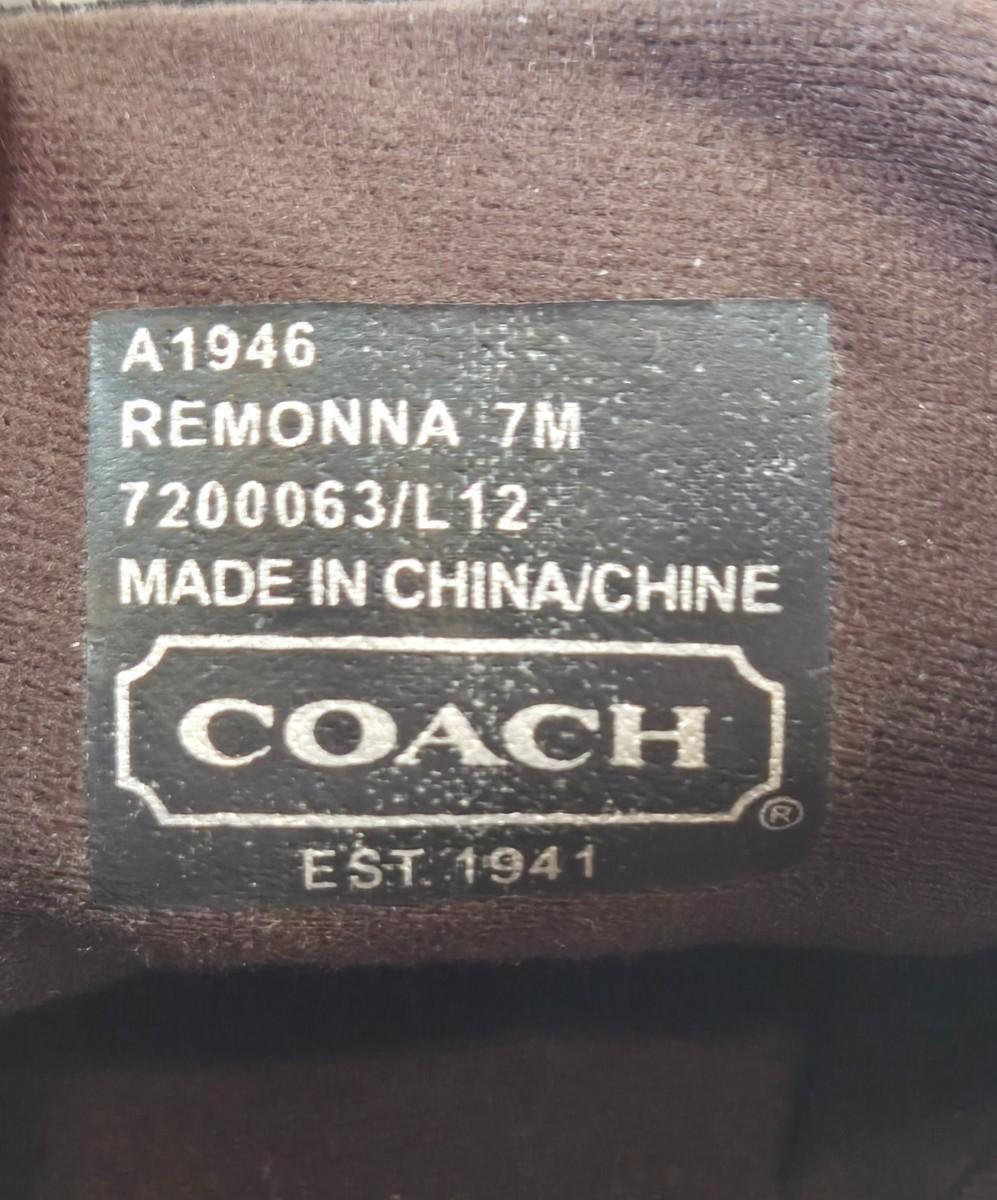 A1946
REMONNA 7M
7200063/L12
MADE IN CHINA/CHINE
COACH
®
EST. 1941